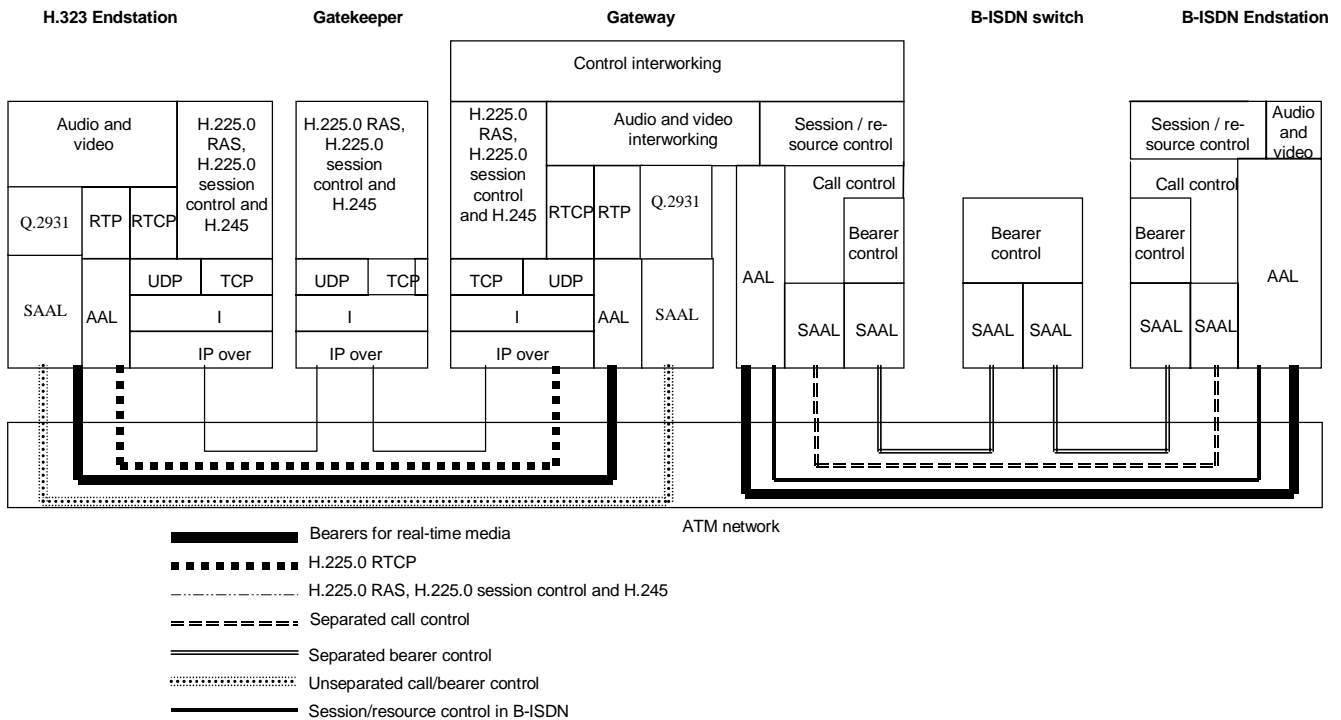 H.323 Endstation
Gatekeeper
Gateway
B-ISDN switch
B-ISDN Endstation
Audio and
video
H.225.0
RAS,
H.225.0
session
control and
H.245
Q.2931
RTP
RTCP
SAAL
AAL
UDP
TCP
I
IP over
H.225.0 RAS,
H.225.0
session
control and
H.245
UDP
TCP
I
IP over
Control interworking
H.225.0
RAS,
H.225.0
session
control
and H.245
Audio and video
interworking
Session / re-
source control
RTCP
RTP
Q.2931
TCP
UDP
I
IP over
AAL
SAAL
AAL
Call control
Bearer
control
SAAL
SAAL
Bearer
control
SAAL
SAAL
Session / re-
source control
Audio
and
video
Call control
Bearer
control
SAAL
SAAL
AAL
ATM network
Bearers for real-time media
H.225.0 RTCP
H.225.0 RAS, H.225.0 session control and H.245
Separated call control
Separated bearer control
Unseparated call/bearer control
Session/resource control in B-ISDN